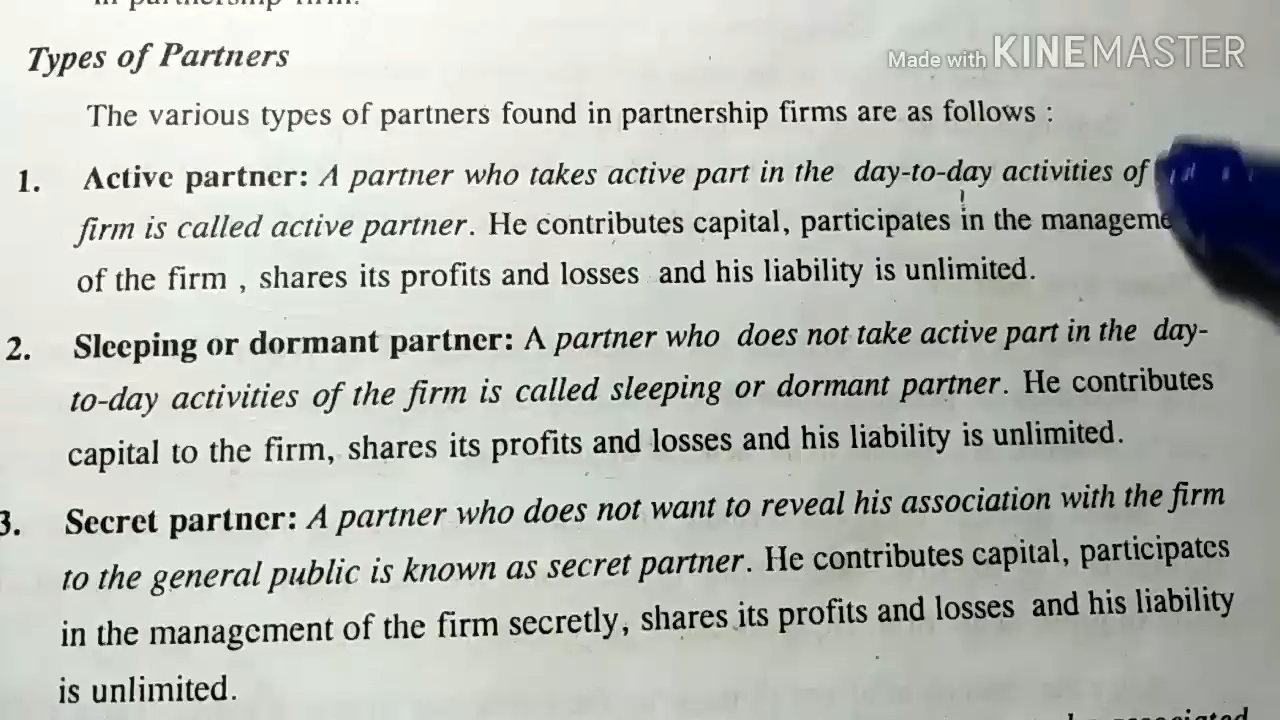 Made with KINEMASTER
Types of Partners
The various types of partners found in partnership firms are as follows :
1. Active partner: A partner who takes active part in the day-to-day activities of
firm is called active partner. He contributes capital, participates in the
of the firm , shares its profits and losses and his liability is unlimited.
2. Sleeping or dormant partner: A partner who does not take active part in the day-
to-day activities of the firm is called sleeping or dormant partner. He contributes
capital to the firm, shares its profits and losses and his liability is unlimited.
3. Secret partner: A partner who does not want to reveal his association with the firm
to the general public is known as secret partner. He contributes capital, participates
in the management of the firm secretly, shares its profits and losses and his liability
is unlimited.